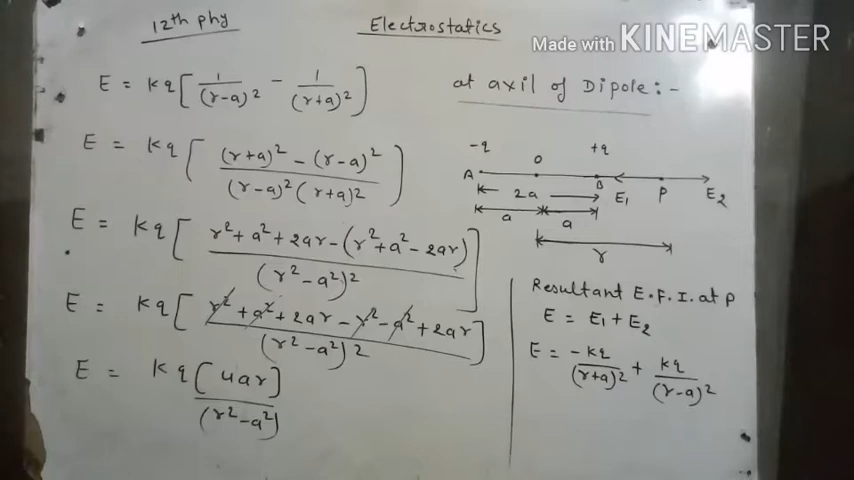 12th phy
Electrostatics
Made with KINEMASTER
E = kq[1/(r-a)² - 1/(r+a)²]
E = kq[((r+a)² - (r-a)²)/((r-a)²(r+a)²)]
E = kq[(r² + a² + 2ar - (r² + a² - 2ar))/(r² - a²)²]
E = kq[(r² + a² + 2ar - r² - a² + 2ar)/(r² - a²)²]
E = kq[4ar]/(r² - a²)
at axil of Dipole:-
-q O +q
A B E₁ P E₂
2a
a a
r
Resultant E.F.I. at P
E = E₁ + E₂
E = -kq/(r+a)² + kq/(r-a)²